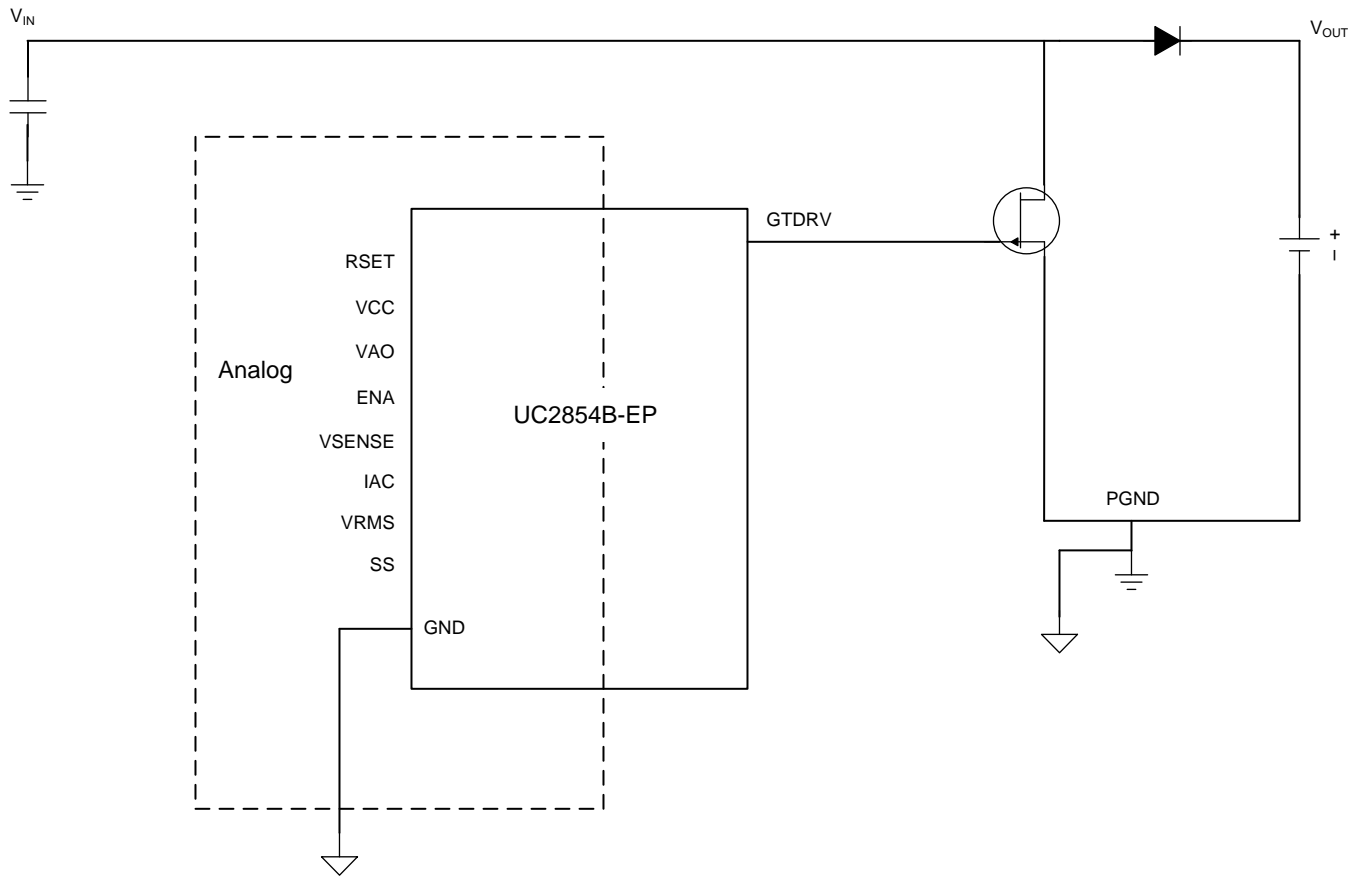 VIN
VOUT
GTDRV
RSET
VCC
VAO
Analog
ENA
UC2854B-EP
VSENSE
IAC
VRMS
SS
GND
PGND
+
–